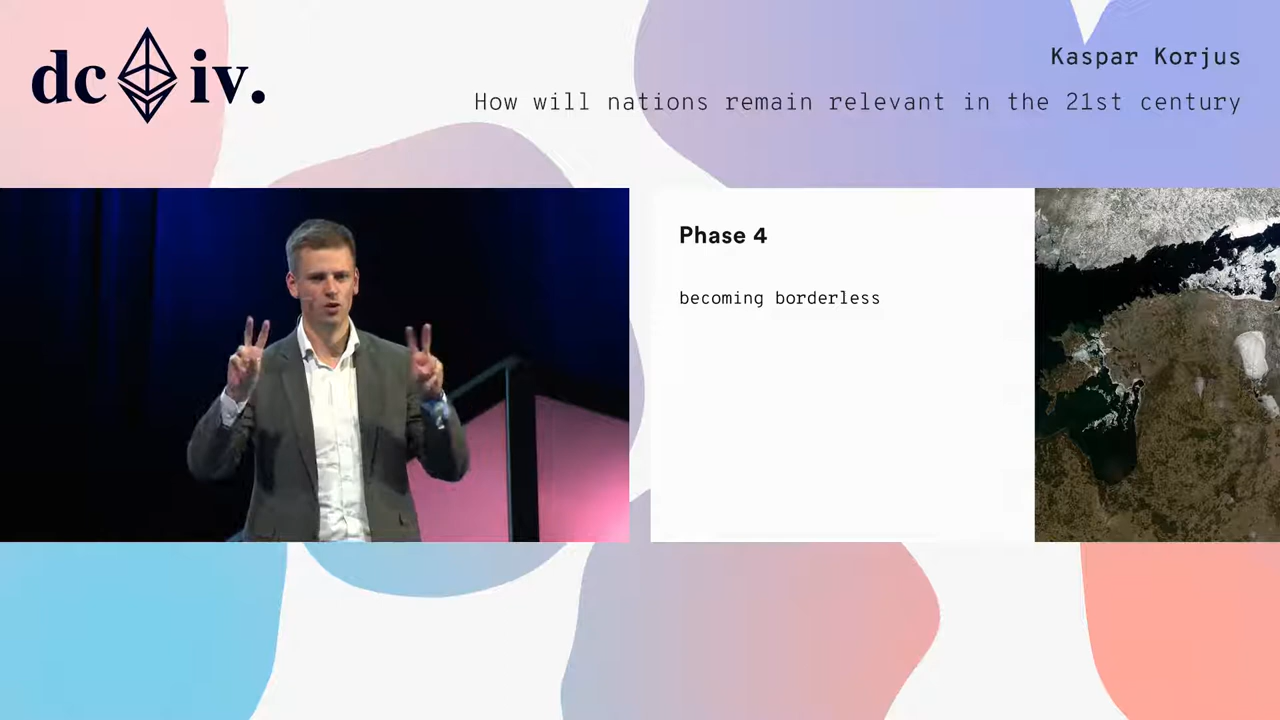 dc iv.
Kaspar Korjus
How will nations remain relevant in the 21st century
Phase 4
becoming borderless